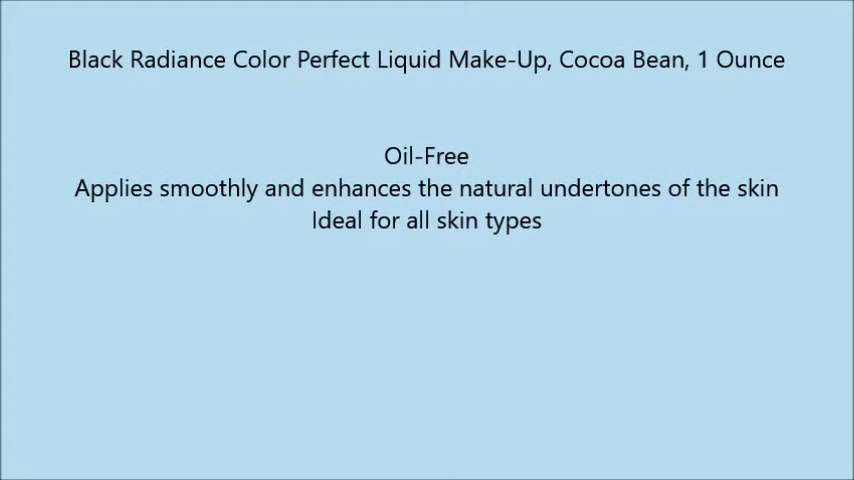 Black Radiance Color Perfect Liquid Make-Up, Cocoa Bean, 1 Ounce
Oil-Free
Applies smoothly and enhances the natural undertones of the skin
Ideal for all skin types